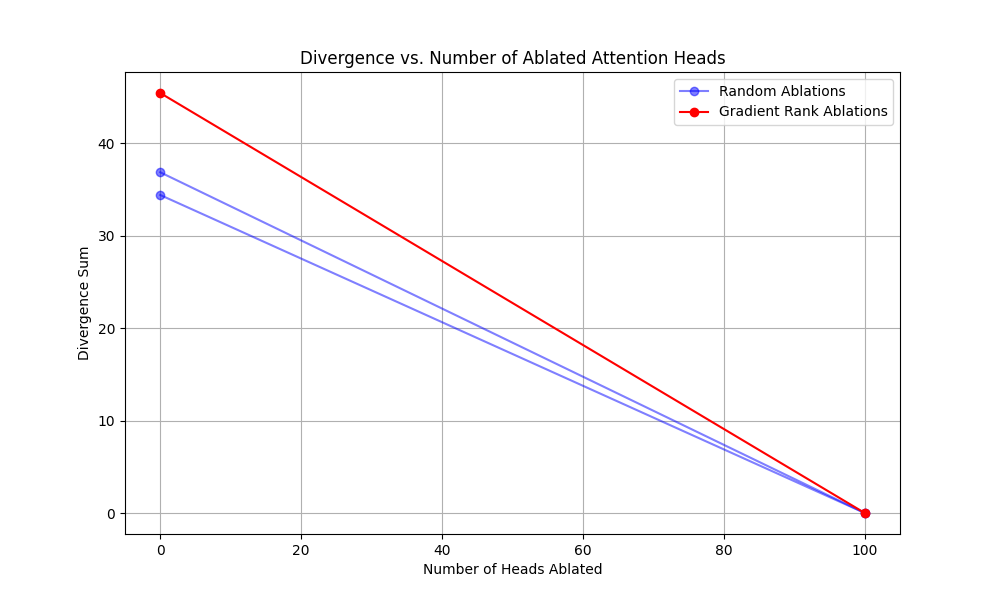 Divergence vs. Number of Ablated Attention Heads
Random Ablations
Gradient Rank Ablations
Divergence Sum
40
30
20
10
0
0 20 40 60 80 100
Number of Heads Ablated